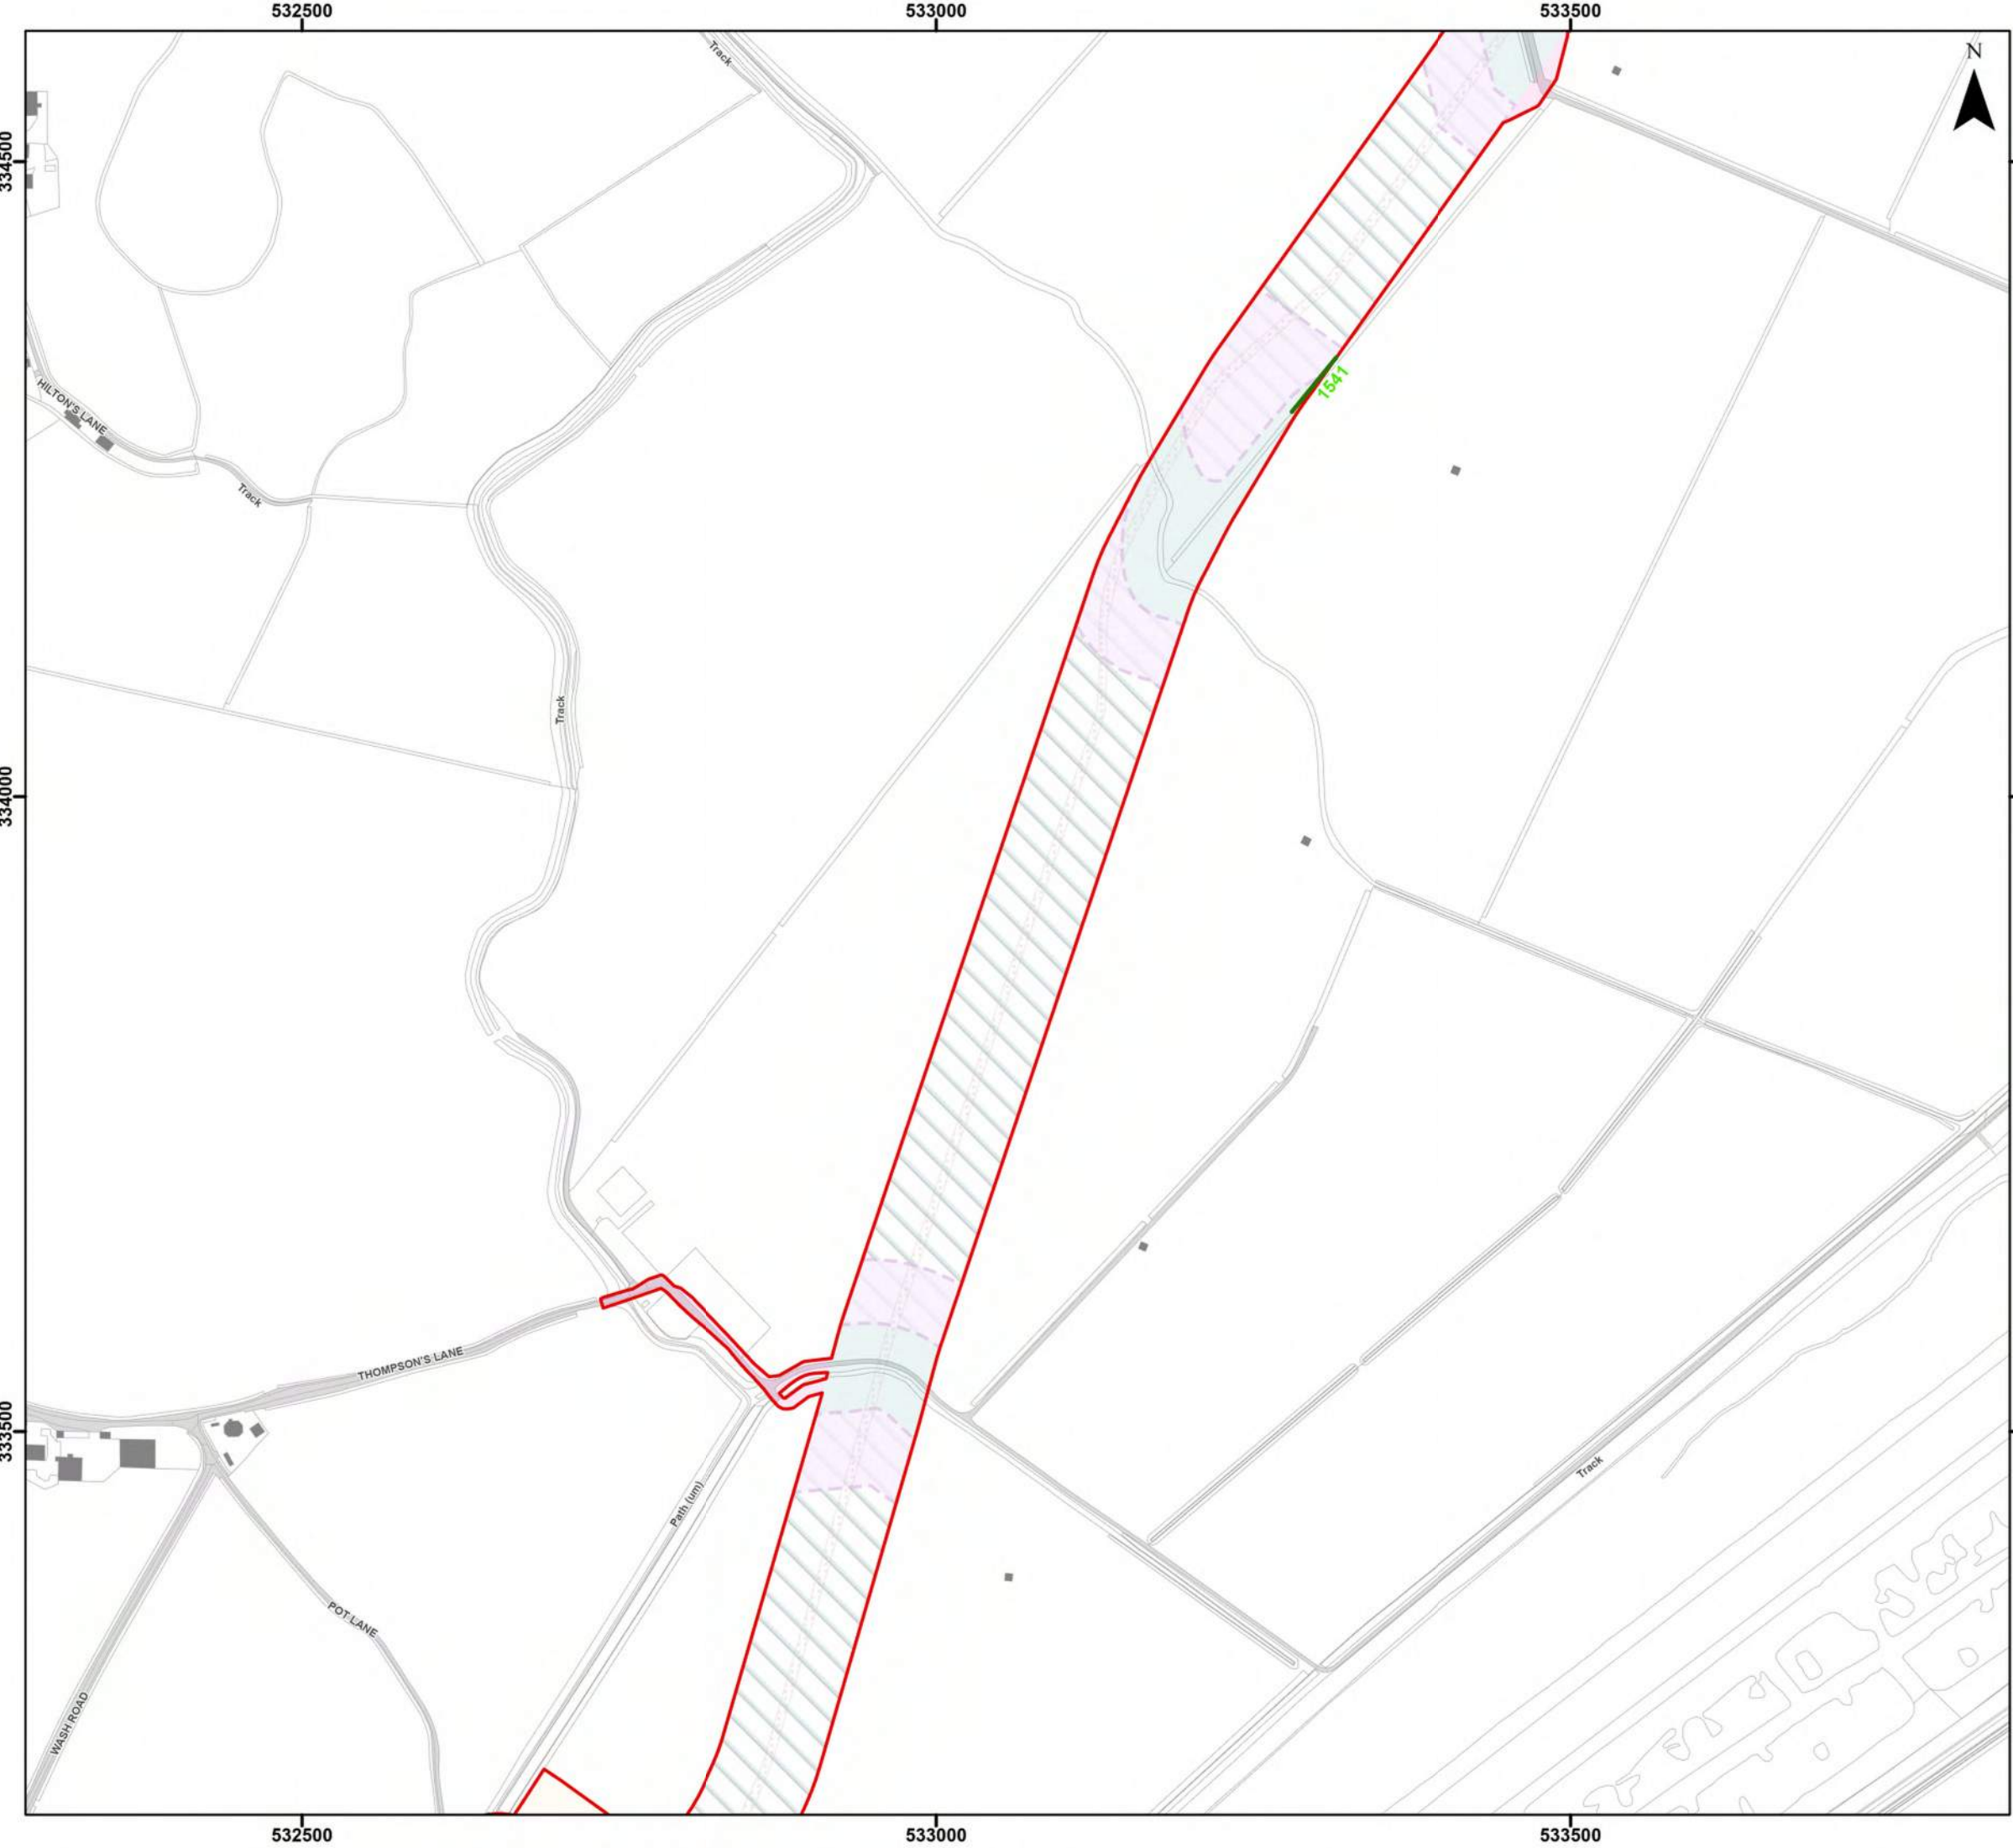 532500
533000
533500
N
Track
334500
HILTON'S LANE
1541
Track
Track
334000
THOMPSON'S LANE
333500
Track
Path (um)
POT LANE
WASH ROAD
532500
533000
533500